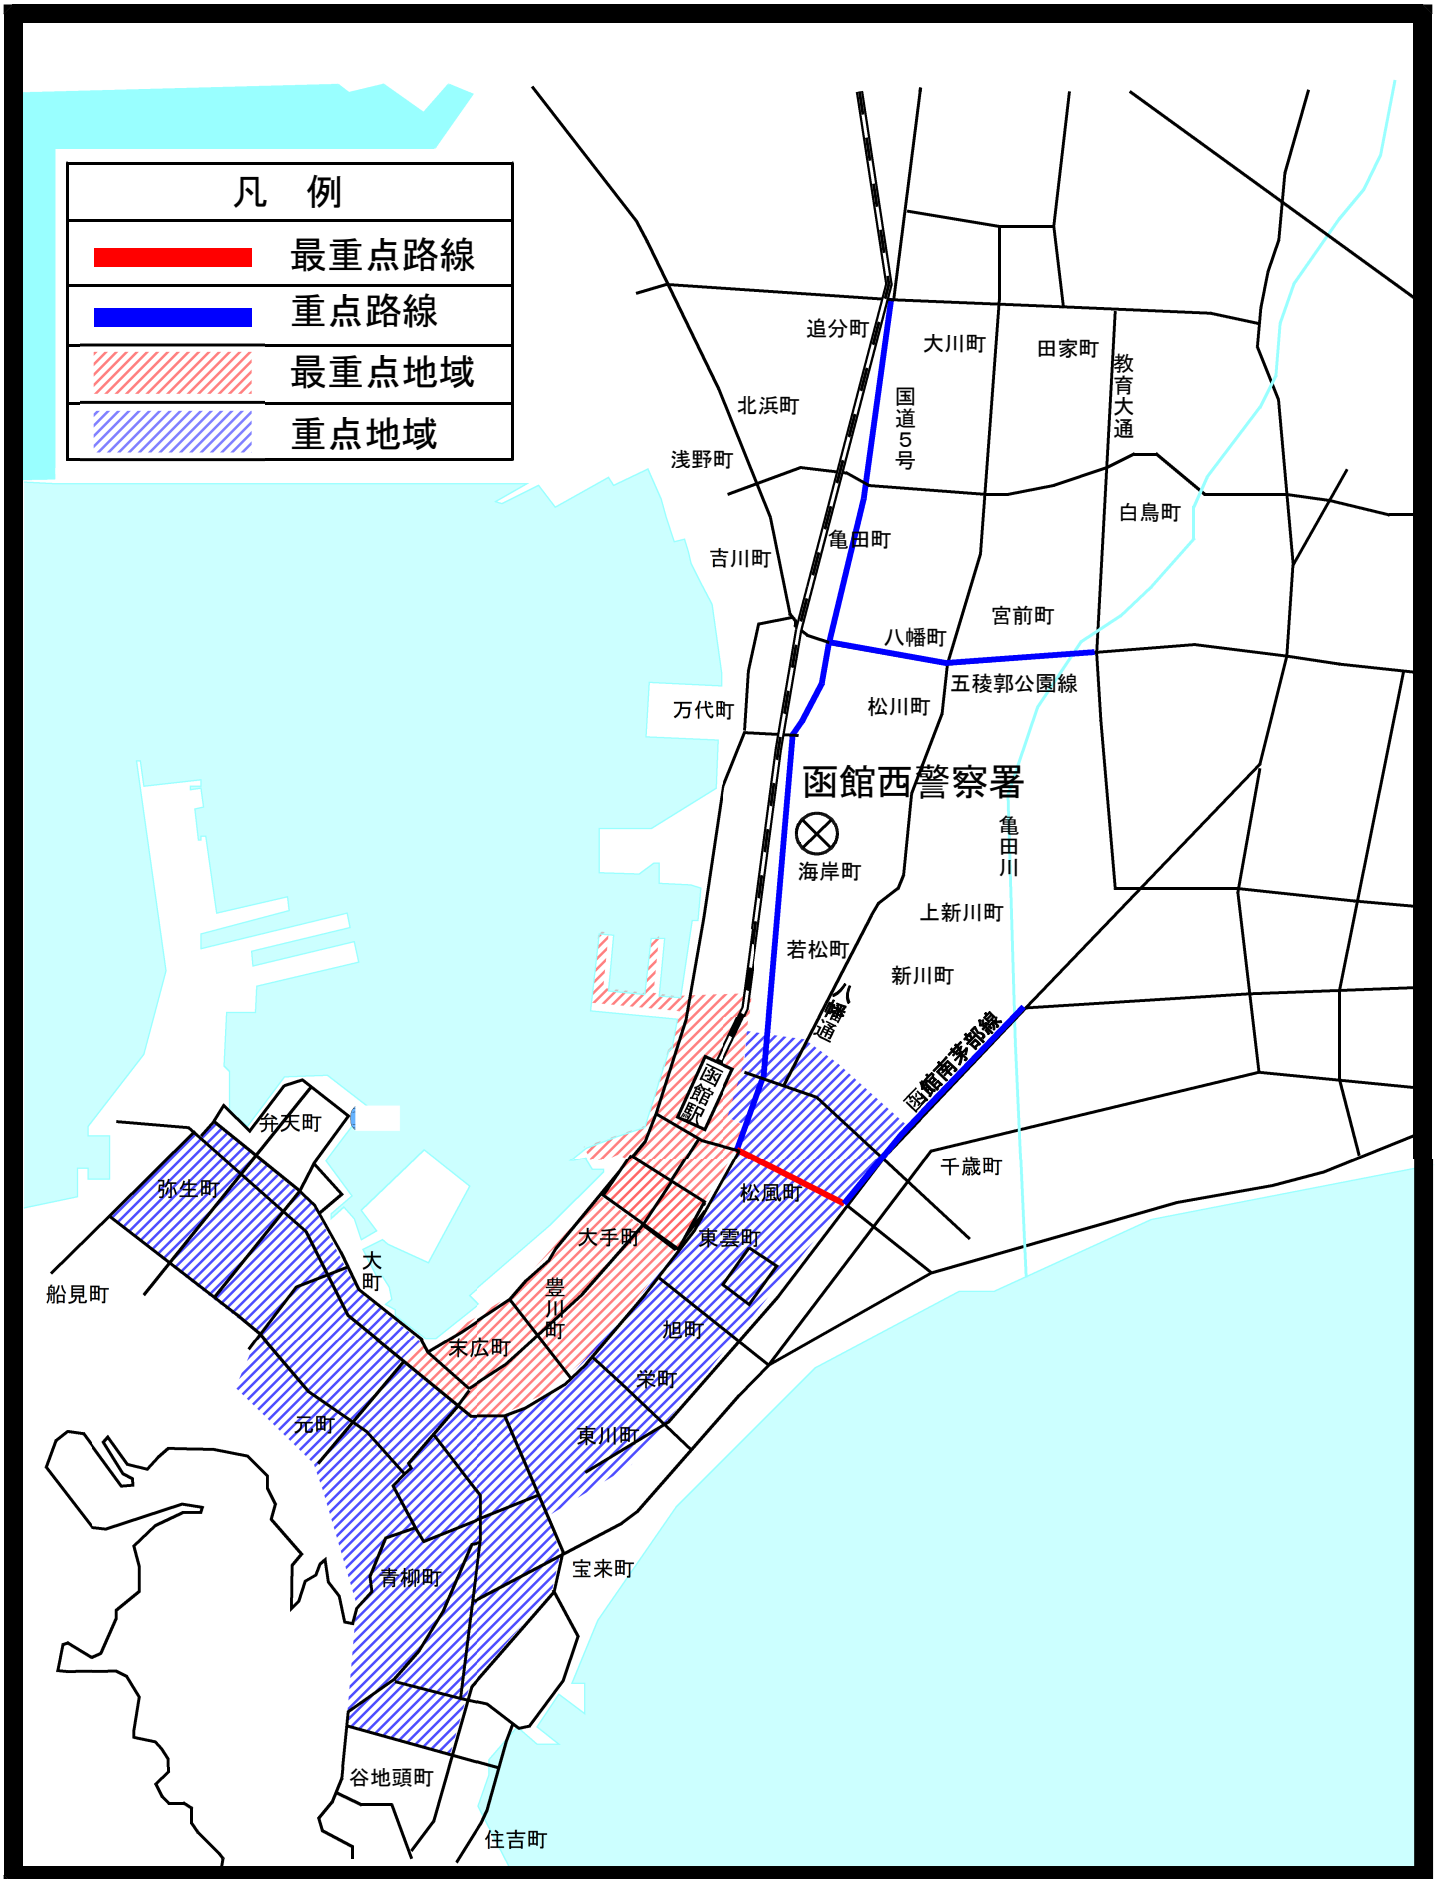 凡 例
最重点路線
重点路線
最重点地域
重点地域
追分町
大川町
田家町
教育大通
国道5号
北浜町
浅野町
白鳥町
亀田町
吉川町
宮前町
八幡町
五稜郭公園線
松川町
万代町
函館西警察署
亀田川
海岸町
上新川町
若松町
新川町
八幡通
函館南茅部線
函館駅
弁天町
千歳町
弥生町
松風町
大手町
東雲町
大町
船見町
豊川町
旭町
末広町
栄町
元町
東川町
宝来町
青柳町
谷地頭町
住吉町